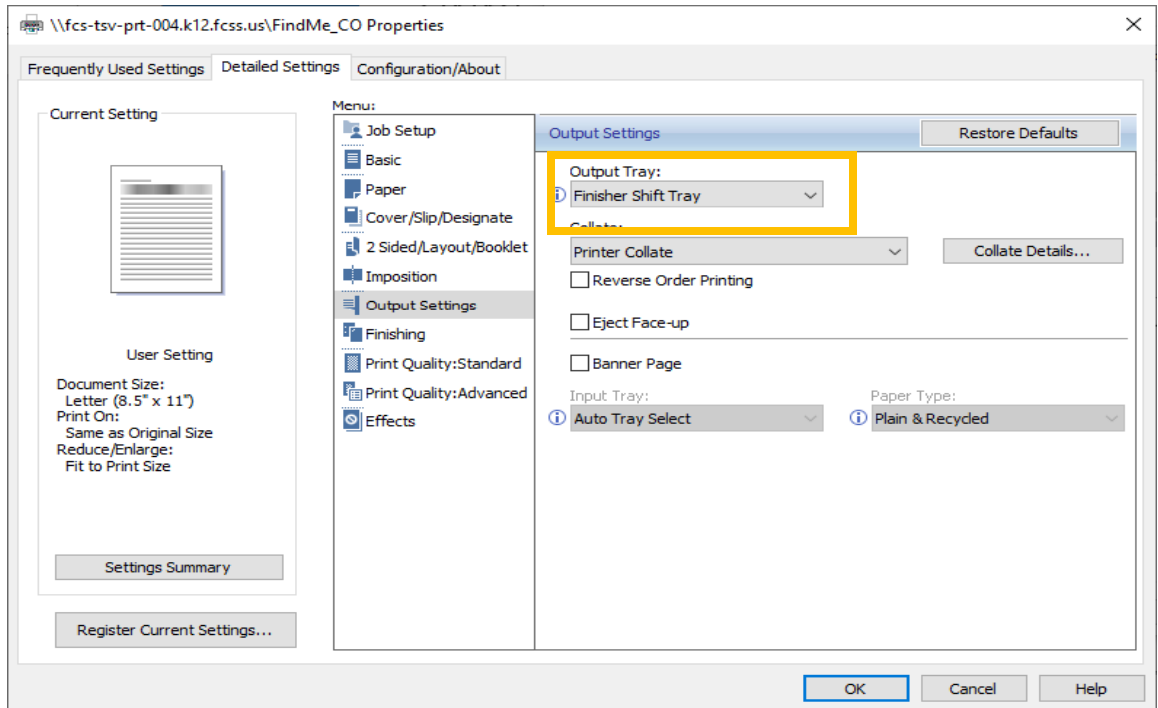 \\fcs-tsv-prt-004.k12.fcss.us\FindMe_CO Properties
Frequently Used Settings
Detailed Settings
Configuration/About
Current Setting
User Setting
Document Size:
Letter (8.5" x 11")
Print On:
Same as Original Size
Reduce/Enlarge:
Fit to Print Size
Settings Summary
Register Current Settings...
Menu:
Job Setup
Basic
Paper
Cover/Slip/Designate
2 Sided/Layout/Booklet
Imposition
Output Settings
Finishing
Print Quality:Standard
Print Quality:Advanced
Effects
Output Settings
Restore Defaults
Output Tray:
Finisher Shift Tray
Collate:
Printer Collate
Collate Details...
Reverse Order Printing
Eject Face-up
Banner Page
Input Tray:
Paper Type:
Auto Tray Select
Plain & Recycled
OK
Cancel
Help